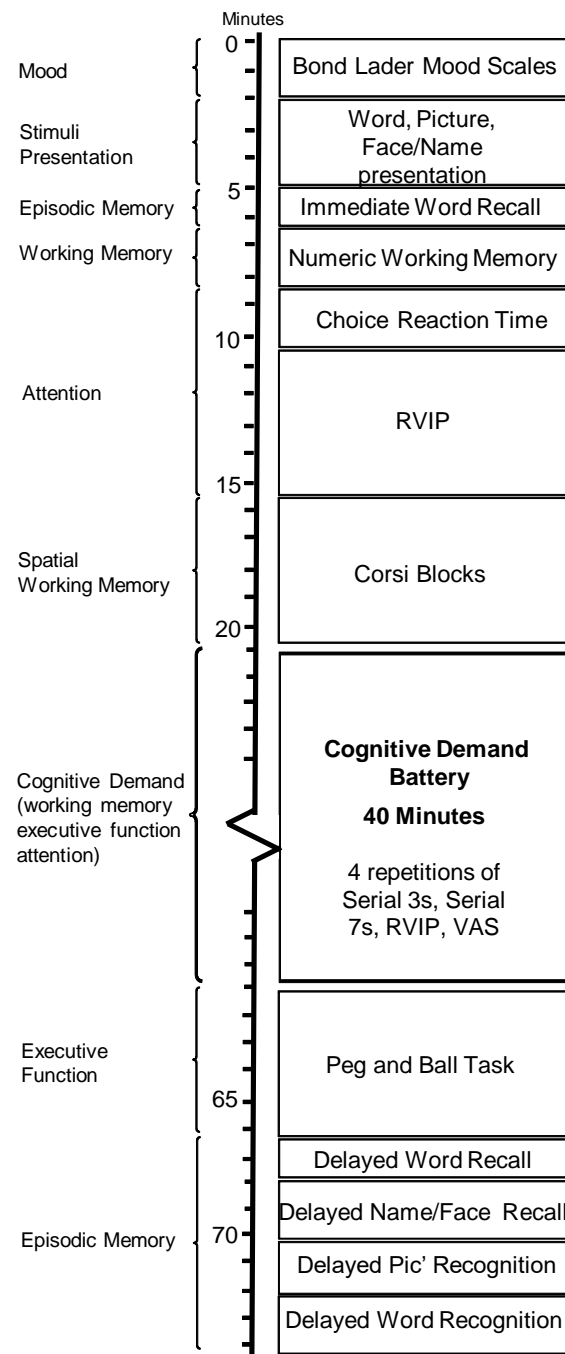 Minutes
0
Mood
Bond Lader Mood Scales
Stimuli
Presentation
Word, Picture,
Face/Name
presentation
5
Episodic Memory
Immediate Word Recall
Working Memory
Numeric Working Memory
Choice Reaction Time
10
Attention
RVIP
15
Spatial
Working Memory
Corsi Blocks
20
Cognitive Demand
(working memory
executive function
attention)
Cognitive Demand
Battery
40 Minutes
4 repetitions of
Serial 3s, Serial
7s, RVIP, VAS
Executive
Function
Peg and Ball Task
65
Delayed Word Recall
Delayed Name/Face Recall
70
Episodic Memory
Delayed Pic’ Recognition
Delayed Word Recognition